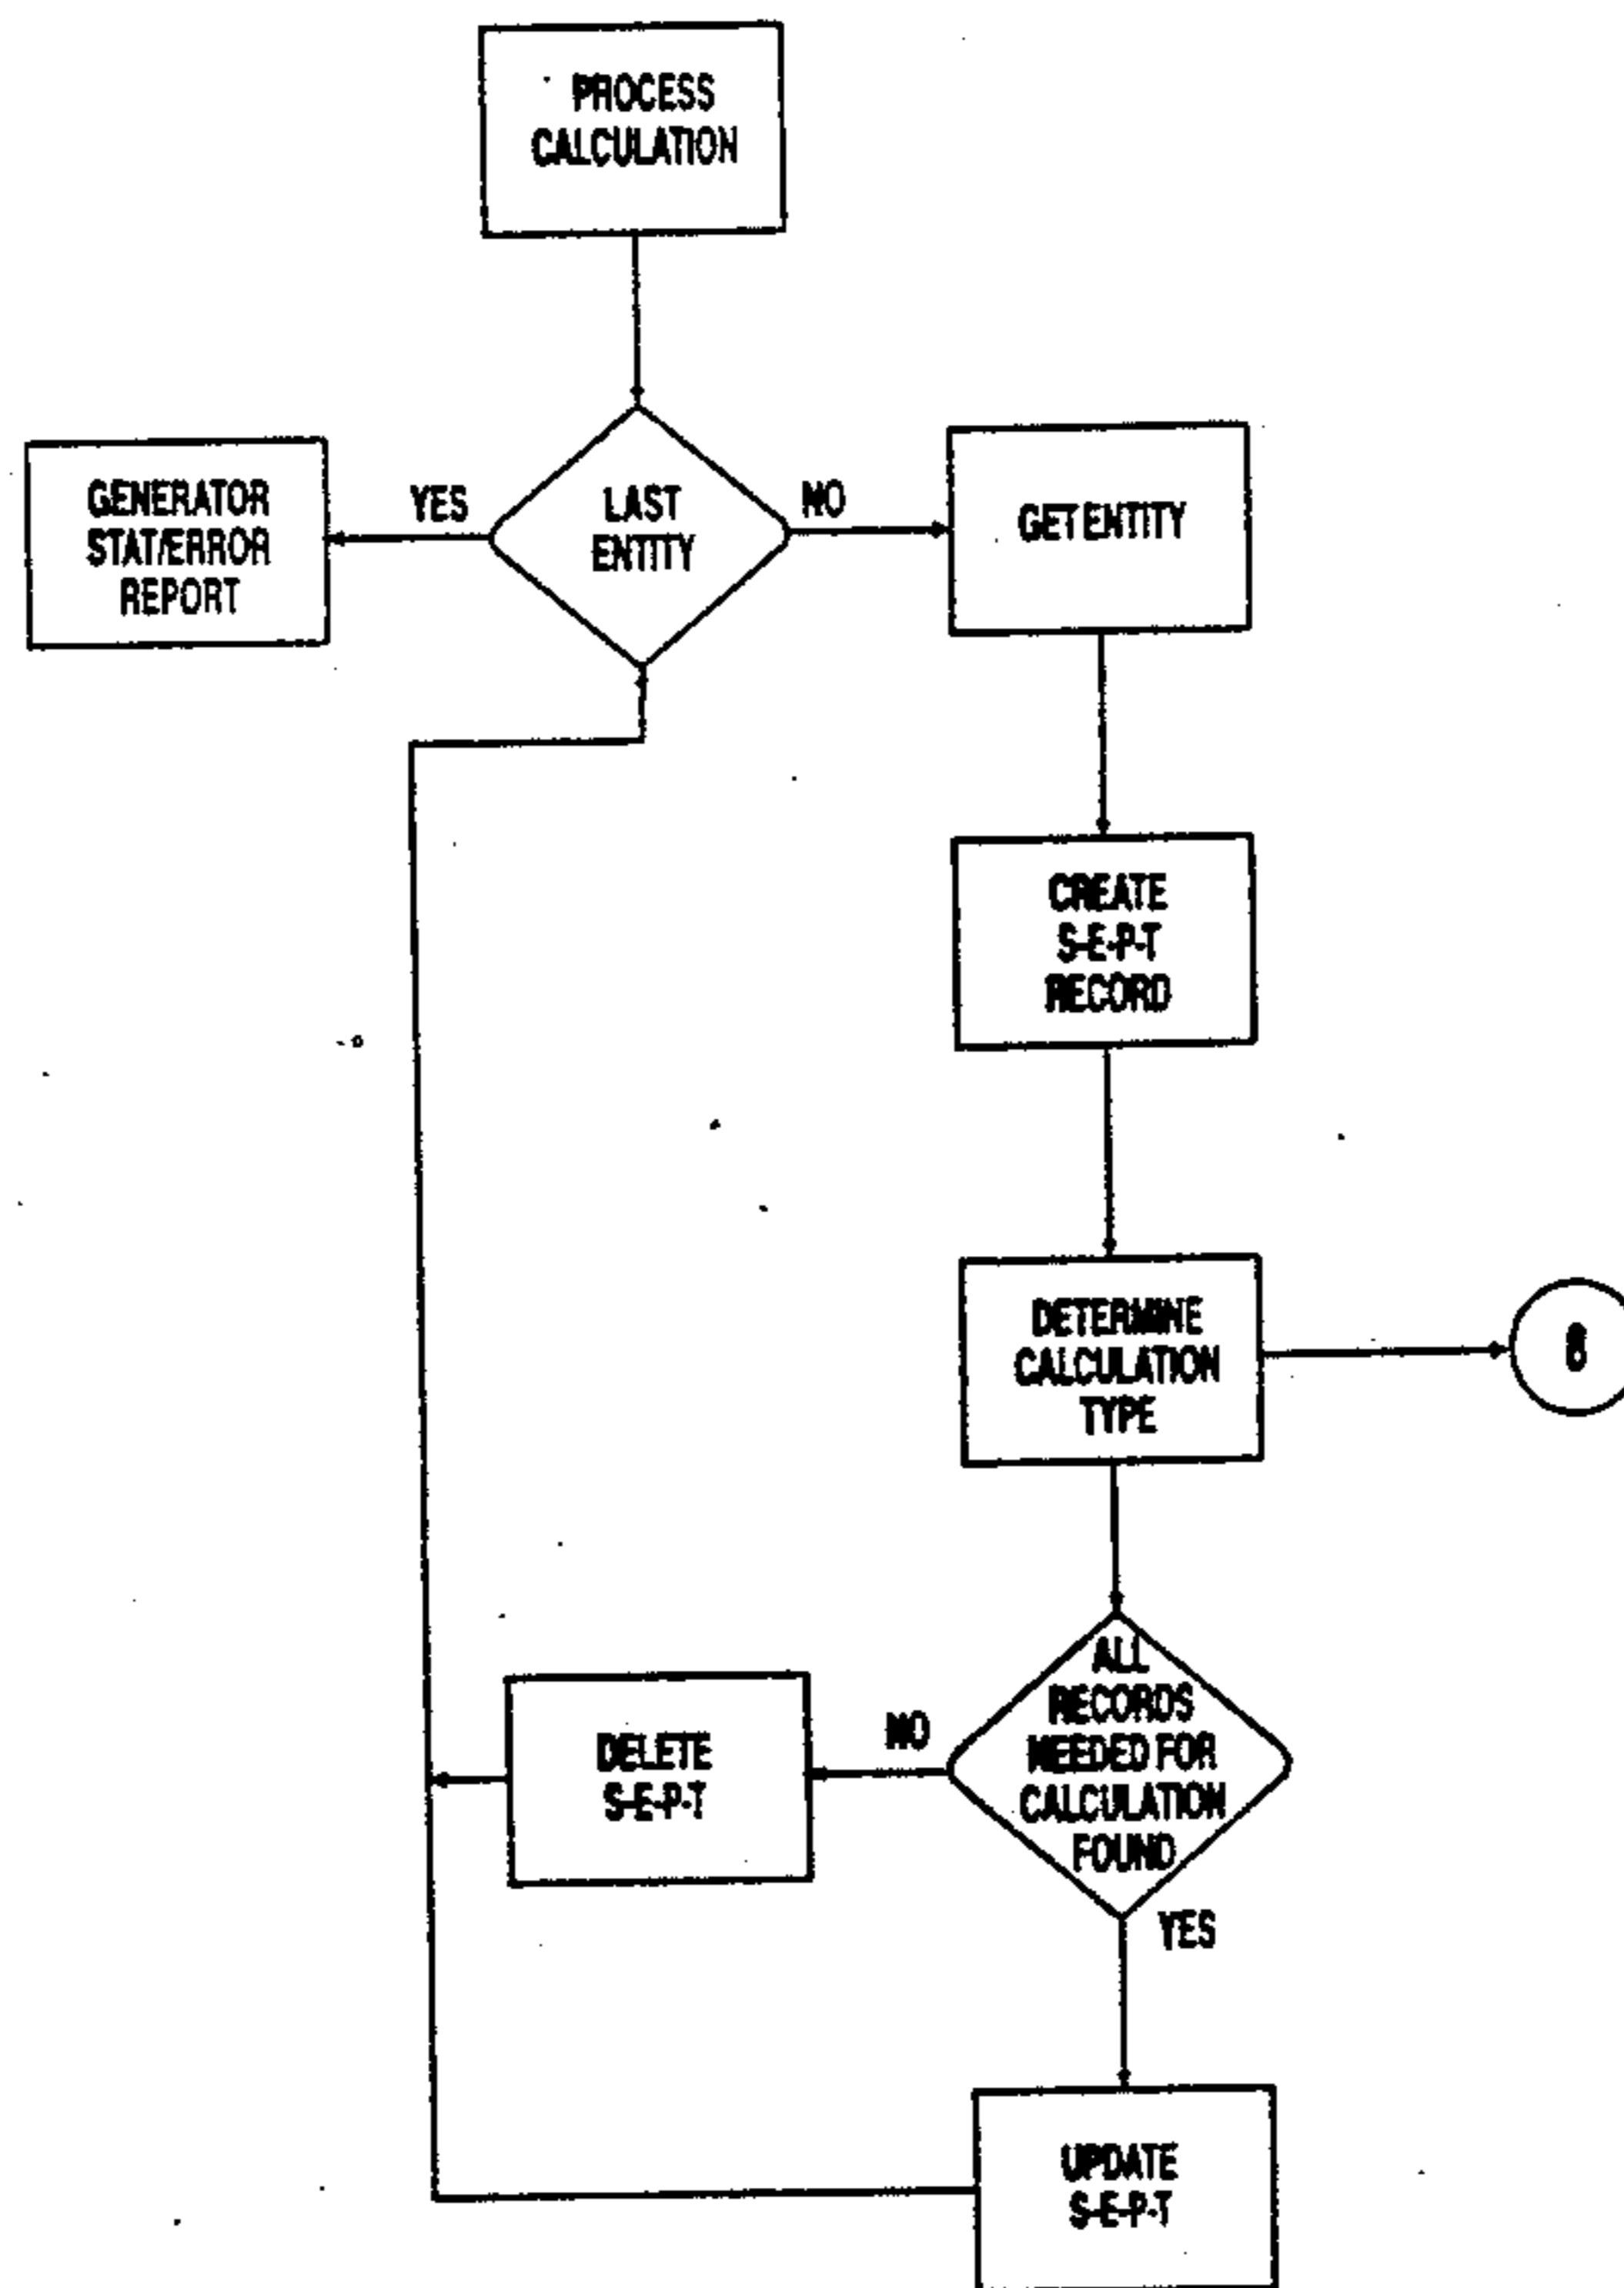 PROCESS
CALCULATION
GENERATOR
STAT/ERROR
REPORT
YES
LAST
ENTITY
NO
GET ENTITY
CREATE
S-E-P-T
RECORD
DETERMINE
CALCULATION
TYPE
ALL
RECORDS
NEEDED FOR
CALCULATION
FOUND
NO
DELETE
S-E-P-T
YES
UPDATE
S-E-P-T